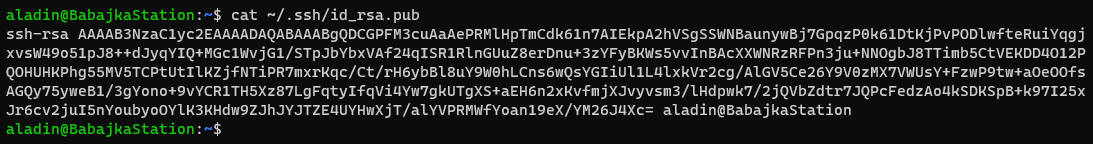 aladin@BabajkaStation:~$ cat ~/.ssh/id_rsa.pub
ssh-rsa AAAAB3NzaC1yc2EAAAADAQABAAABgQDCGPFM3cuAaAePRMlHpTmCdk61n7AIEkpA2hVSgSSWNBaunywBj7GpqzP0k61DtKjPvPODlwfteRuiYqgj
xvsW49o51pJ8++dJyqYIQ+MGc1WvjG1/STpJbYbxVAf24qISR1RlnGUuZ8erDnu+3zYFyBKWs5vvInBAcXXWNRzRFPn3ju+NNOgbJ8TTimb5CtVEKDD4O12P
QOHUHKPhg55MV5TCPtUtIlKZjfNTiPR7mxrKqc/Ct/rH6ybBl8uY9W0hLCns6wQsYGIiUl1L4lxkVr2cg/AlGV5Ce26Y9V0zMX7VWUsY+FzwP9tw+aOeOOfs
AGQy75yweB1/3gYono+9vYCR1TH5Xz87LgFqtyIfqVi4Yw7gkUTgXS+aEH6n2xKvfmjXJvyvsm3/lHdpwk7/2jQVbZdtr7JQPcFedzAo4kSDKSpB+k97I25x
Jr6cv2juI5nYoubyoOYlK3KHdw9ZJhJYJTZE4UYHwXjT/alYVPRMWfYoan19eX/YM26J4Xc= aladin@BabajkaStation
aladin@BabajkaStation:~$